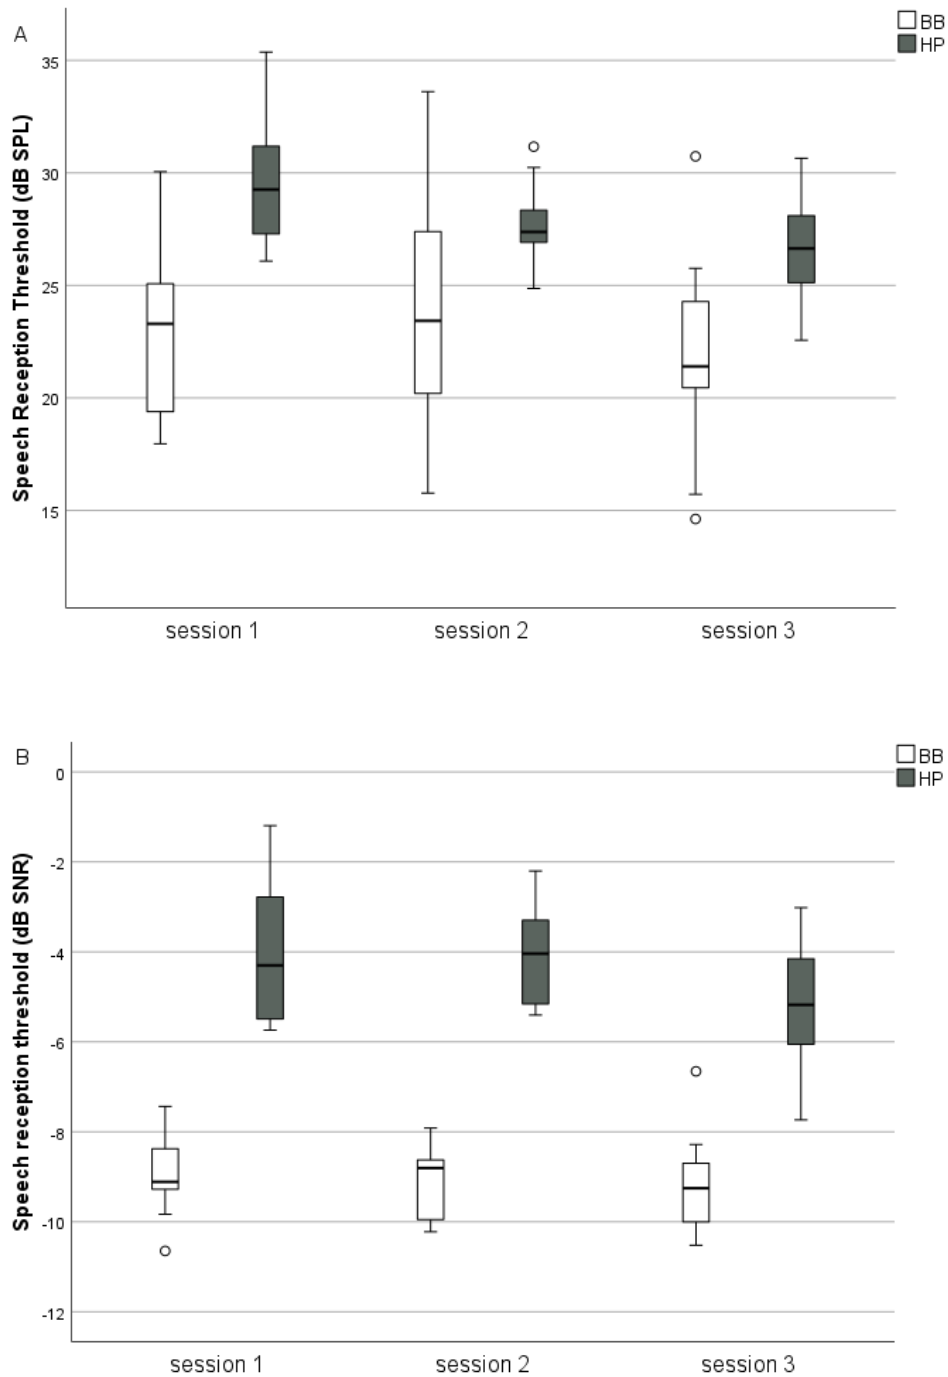 A
BB
HP
Speech Reception Threshold (dB SPL)
35
30
25
20
15
session 1
session 2
session 3
B
BB
HP
Speech reception threshold (dB SNR)
0
-2
-4
-6
-8
-10
-12
session 1
session 2
session 3